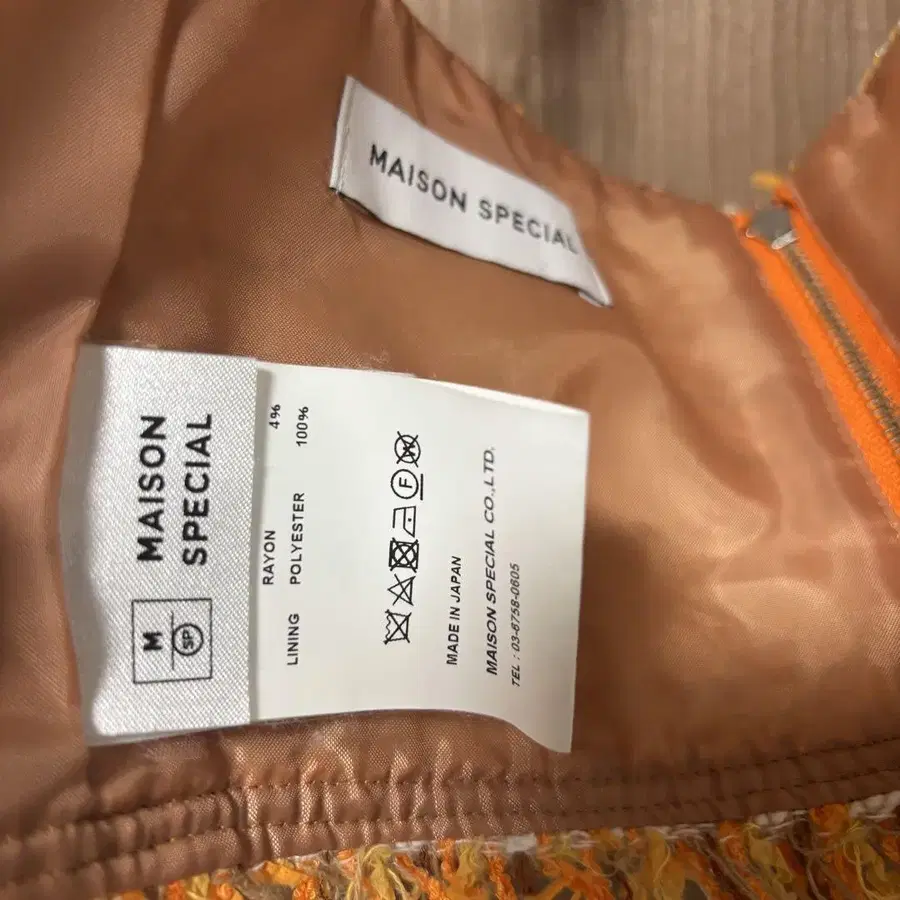 MAISON SPECIAL
MAISON
SPECIAL
M
SP
RAYON 4%
LINING POLYESTER 100%
F
W
MADE IN JAPAN
MAISON SPECIAL CO.,LTD.
TEL : 03-6758-0605